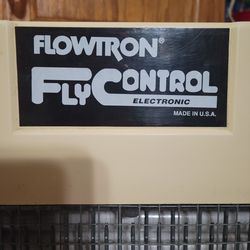 FLOWTRON®
FLYCONTROL
ELECTRONIC
MADE IN U.S.A.